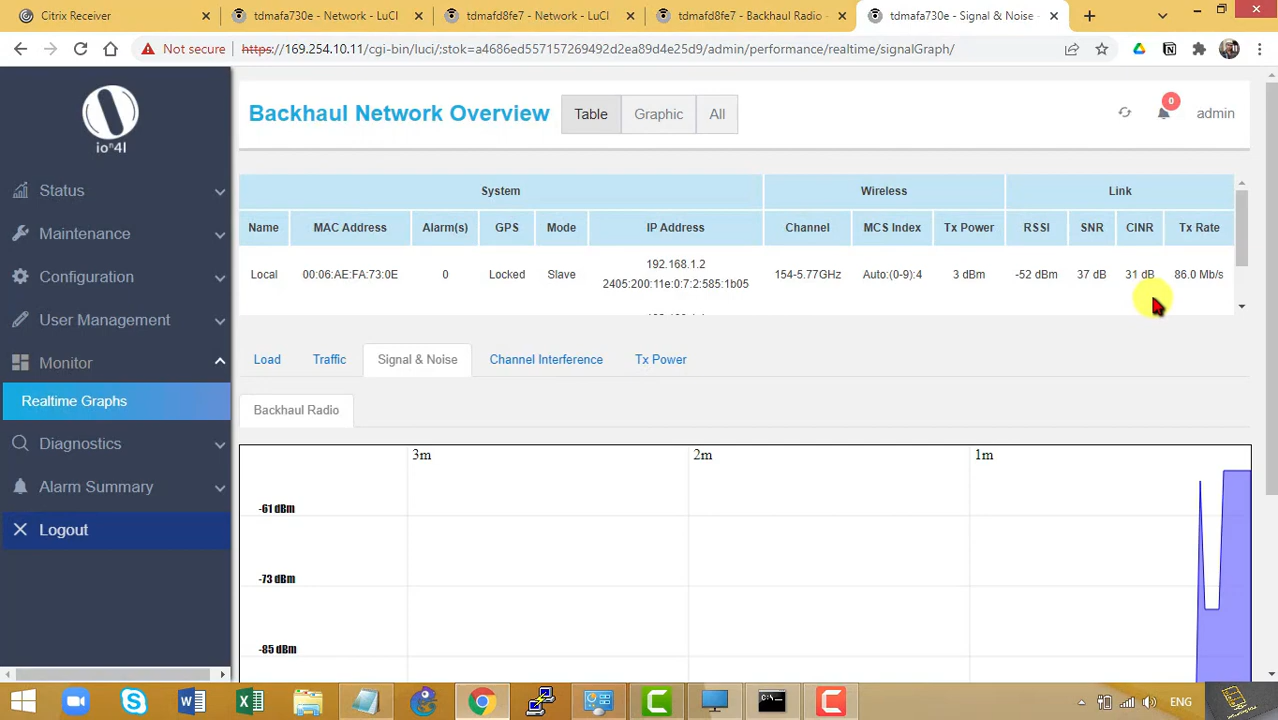 Citrix Receiver
tdmafa730e - Network - LuCI
tdmafd8fe7 - Network - LuCI
tdmafd8fe7 - Backhaul Radio -
tdmafa730e - Signal & Noise -
Not secure
https://169.254.10.11/cgi-bin/luci/;stok=a4686ed557157269492d2ea89d4e25d9/admin/performance/realtime/signalGraph/
ion4l
Status
Maintenance
Configuration
User Management
Monitor
Realtime Graphs
Diagnostics
Alarm Summary
Logout
Backhaul Network Overview
Table
Graphic
All
0
admin
System
Wireless
Link
Name
MAC Address
Alarm(s)
GPS
Mode
IP Address
Channel
MCS Index
Tx Power
RSSI
SNR
CINR
Tx Rate
Local
00:06:AE:FA:73:0E
0
Locked
Slave
192.168.1.2
2405:200:11e:0:7:2:585:1b05
154-5.77GHz
Auto:(0-9):4
3 dBm
-52 dBm
37 dB
31 dB
86.0 Mb/s
Load
Traffic
Signal & Noise
Channel Interference
Tx Power
Backhaul Radio
3m
2m
1m
-61 dBm
-73 dBm
-85 dBm
ENG